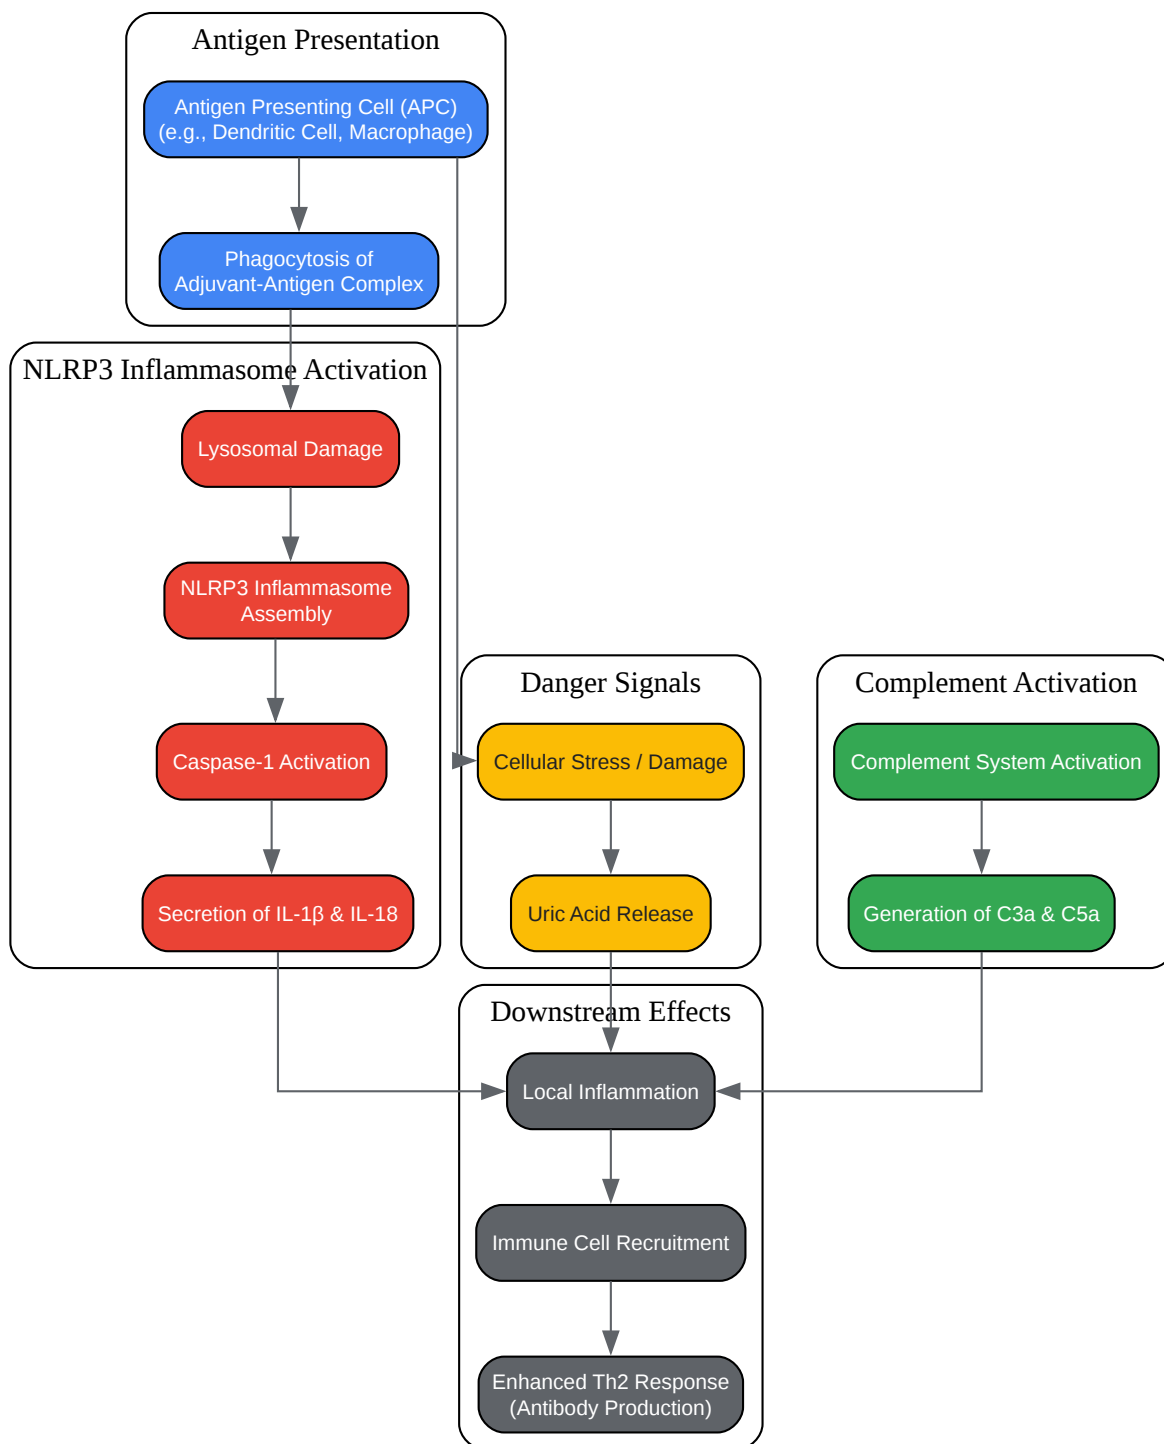 Antigen Presentation
Antigen Presenting Cell (APC)
(e.g., Dendritic Cell, Macrophage)
Phagocytosis of
Adjuvant-Antigen Complex
NLRP3 Inflammasome Activation
Lysosomal Damage
NLRP3 Inflammasome
Assembly
Caspase-1 Activation
Secretion of IL-1β & IL-18
Danger Signals
Cellular Stress / Damage
Uric Acid Release
Complement Activation
Complement System Activation
Generation of C3a & C5a
Downstream Effects
Local Inflammation
Immune Cell Recruitment
Enhanced Th2 Response
(Antibody Production)